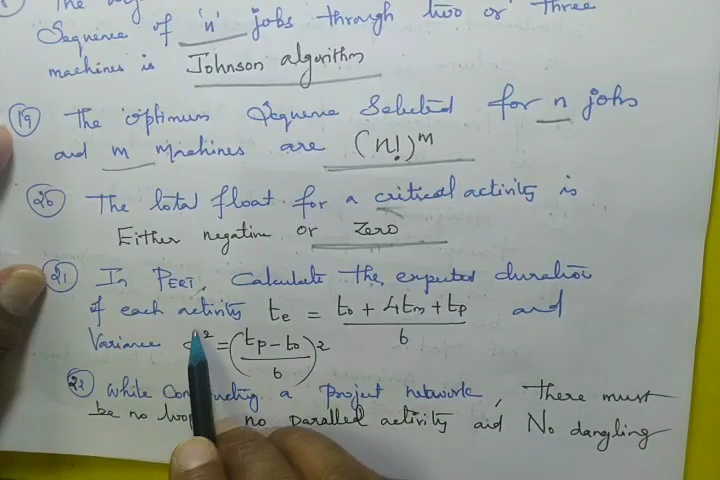 The
Sequence of 'n' jobs through two or three
machines is Johnson algorithm
19 The optimum Sequence Selected for n jobs
and m machines are (n!)^m
20 The total float for a critical activity is
Either negative or zero
21 In PERT, Calculate the expected duration
of each activity te = (to + 4tm + tp)/6 and
Variance σ² = ((tp - to)/6)²
22 While Constructing a project network, There must
be no loop no parallel activity and No dangling